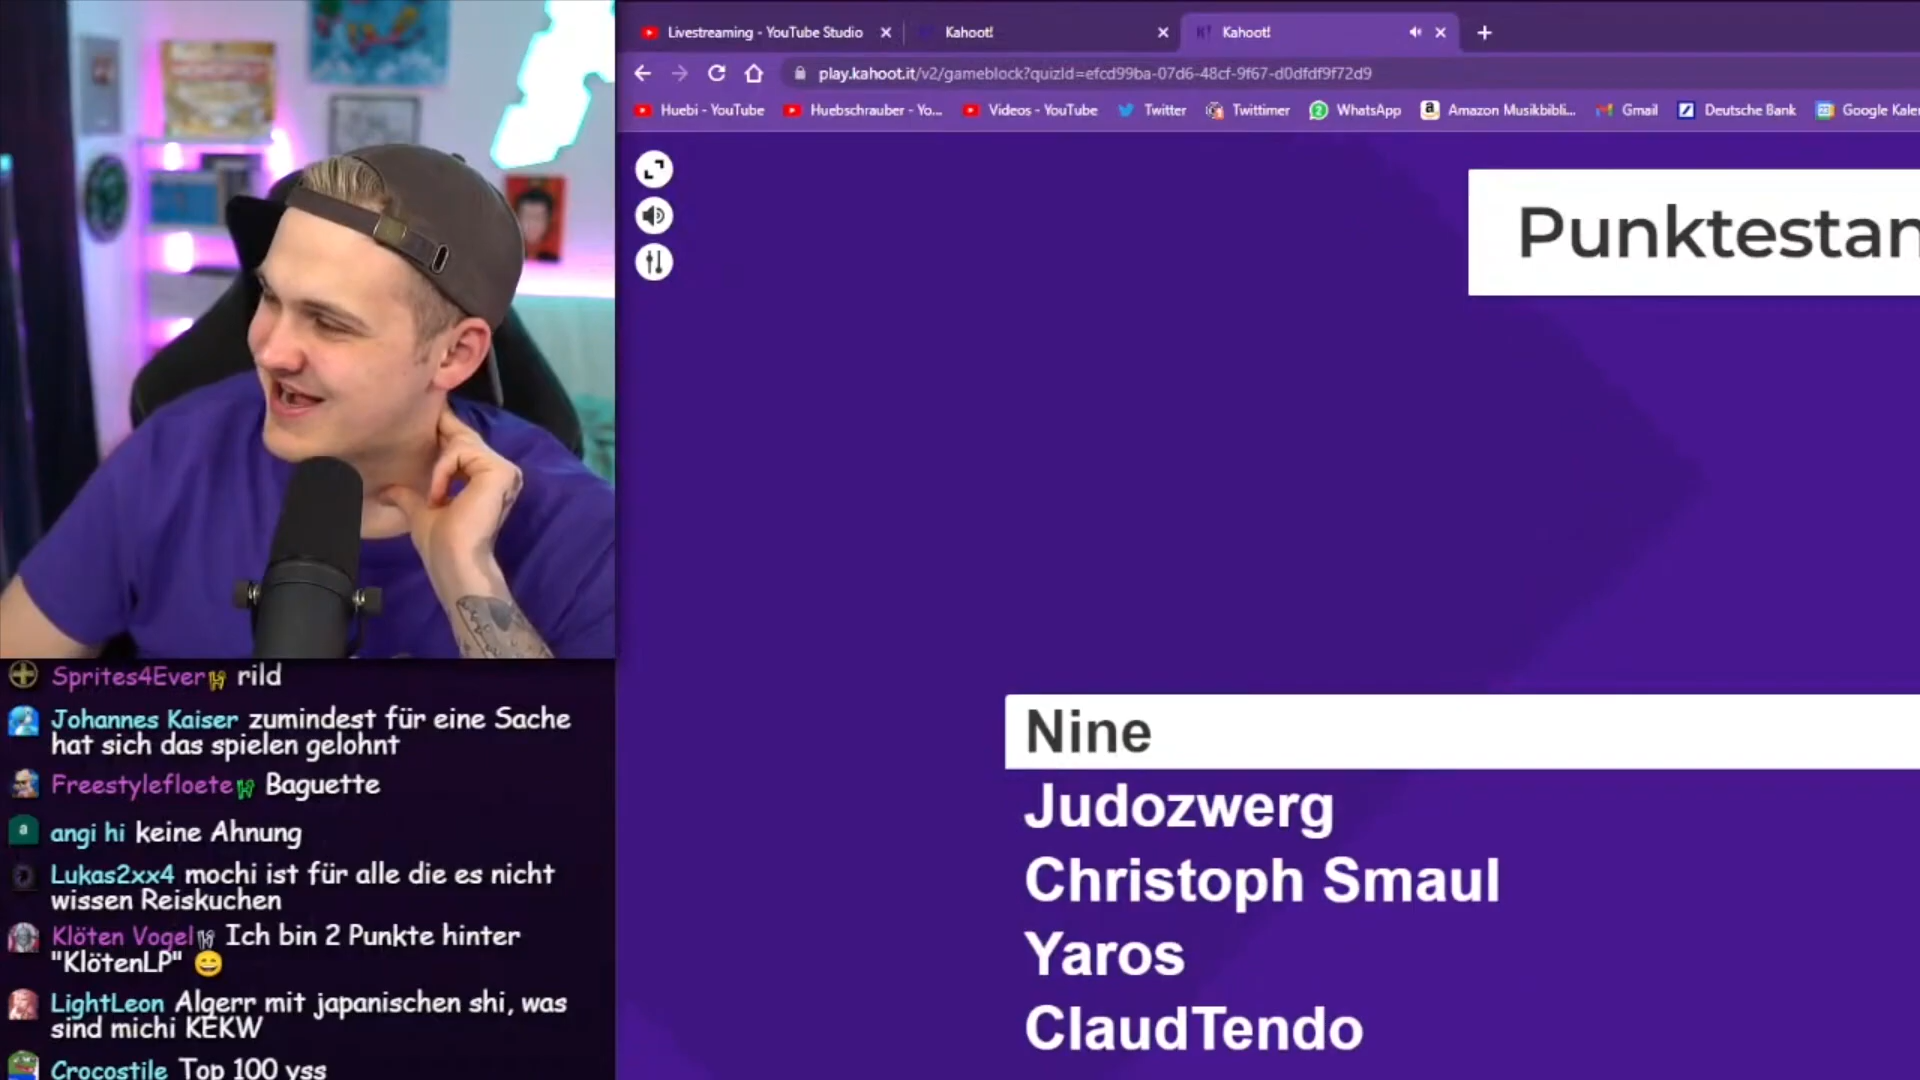 Livestreaming - YouTube Studio
Kahoot!
Kahoot!
play.kahoot.it/v2/gameblock?quizId=efcd99ba-07d6-48cf-9f67-d0dfdf9f72d9
Huebi - YouTube
Huebschrauber - Yo...
Videos - YouTube
Twitter
Twittimer
WhatsApp
Amazon Musikbibli...
Gmail
Deutsche Bank
Google Kaler
Punktestan
Nine
Judozwerg
Christoph Smaul
Yaros
ClaudTendo
Sprites4Ever rild
Johannes Kaiser zumindest für eine Sache
hat sich das spielen gelohnt
Freestylefloete Baguette
a angi hi keine Ahnung
Lukas2xx4 mochi ist für alle die es nicht
wissen Reiskuchen
Klöten Vogel Ich bin 2 Punkte hinter
"KlötenLP" 😄
LightLeon Algerr mit japanischen shi, was
sind michi KEKW
Crocostile Top 100 yss